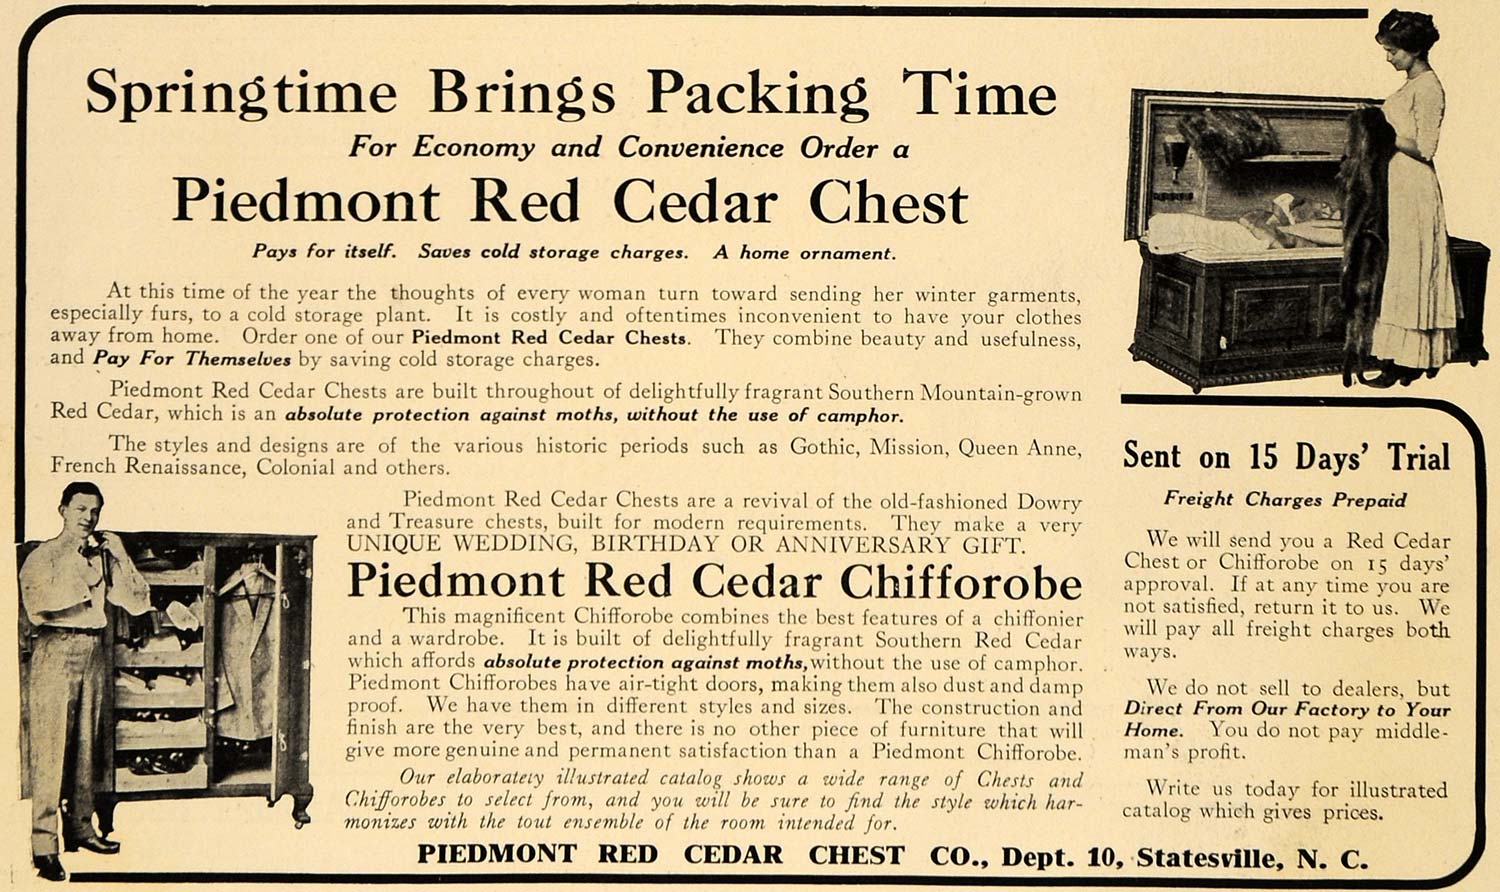 Springtime Brings Packing Time
For Economy and Convenience Order a
Piedmont Red Cedar Chest
Pays for itself. Saves cold storage charges. A home ornament.
At this time of the year the thoughts of every woman turn toward sending her winter garments,
especially furs, to a cold storage plant. It is costly and oftentimes inconvenient to have your clothes
away from home. Order one of our Piedmont Red Cedar Chests. They combine beauty and usefulness,
and Pay For Themselves by saving cold storage charges.
Piedmont Red Cedar Chests are built throughout of delightfully fragrant Southern Mountain-grown
Red Cedar, which is an absolute protection against moths, without the use of camphor.
The styles and designs are of the various historic periods such as Gothic, Mission, Queen Anne,
French Renaissance, Colonial and others.
Piedmont Red Cedar Chests are a revival of the old-fashioned Dowry
and Treasure chests, built for modern requirements. They make a very
UNIQUE WEDDING, BIRTHDAY OR ANNIVERSARY GIFT.
Piedmont Red Cedar Chifforobe
This magnificent Chifforobe combines the best features of a chiffonier
and a wardrobe. It is built of delightfully fragrant Southern Red Cedar
which affords absolute protection against moths, without the use of camphor.
Piedmont Chifforobes have air-tight doors, making them also dust and damp
proof. We have them in different styles and sizes. The construction and
finish are the very best, and there is no other piece of furniture that will
give more genuine and permanent satisfaction than a Piedmont Chifforobe.
Our elaborately illustrated catalog shows a wide range of Chests and
Chifforobes to select from, and you will be sure to find the style which har-
monizes with the tout ensemble of the room intended for.
Sent on 15 Days' Trial
Freight Charges Prepaid
We will send you a Red Cedar
Chest or Chifforobe on 15 days'
approval. If at any time you are
not satisfied, return it to us. We
will pay all freight charges both
ways.
We do not sell to dealers, but
Direct From Our Factory to Your
Home. You do not pay middle-
man's profit.
Write us today for illustrated
catalog which gives prices.
PIEDMONT RED CEDAR CHEST CO., Dept. 10, Statesville, N. C.